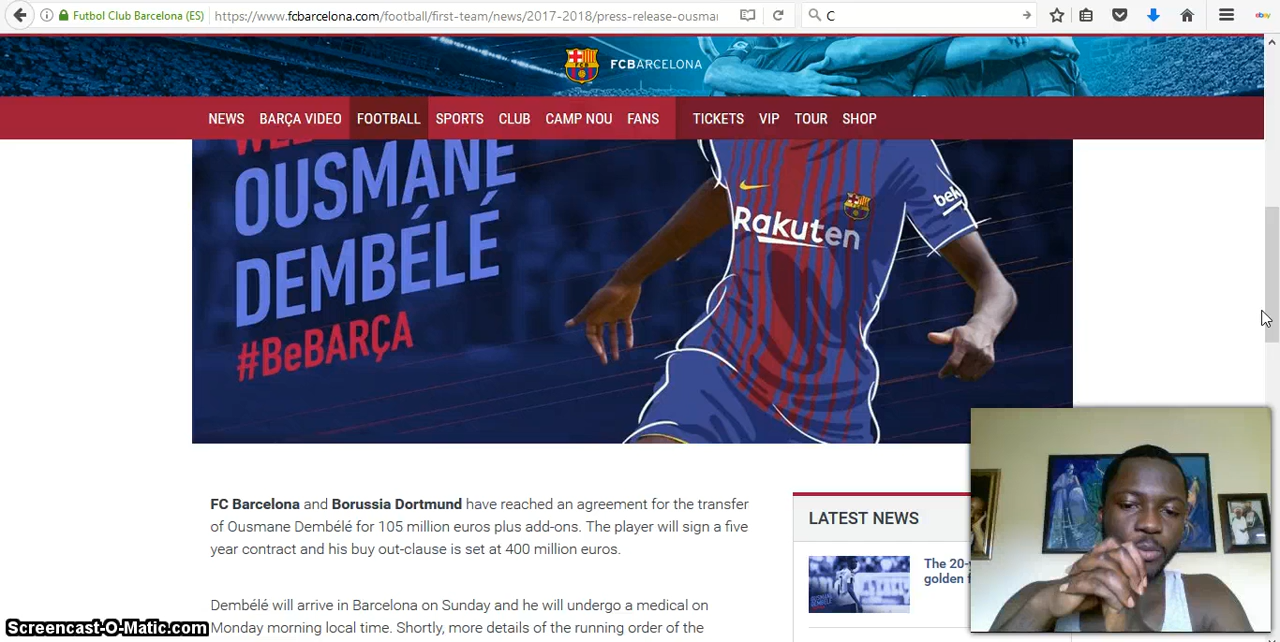 Futbol Club Barcelona (ES)
https://www.fcbarcelona.com/football/first-team/news/2017-2018/press-release-ousmar
C
ebay
FCBARCELONA
NEWS BARÇA VIDEO FOOTBALL SPORTS CLUB CAMP NOU FANS TICKETS VIP TOUR SHOP
OUSMANE
DEMBÉLÉ
#BeBARÇA
Rakuten
beko
FC Barcelona and Borussia Dortmund have reached an agreement for the transfer
of Ousmane Dembélé for 105 million euros plus add-ons. The player will sign a five
year contract and his buy out-clause is set at 400 million euros.
Dembélé will arrive in Barcelona on Sunday and he will undergo a medical on
Monday morning local time. Shortly, more details of the running order of the
LATEST NEWS
The 20-
golden f
Screencast-O-Matic.com